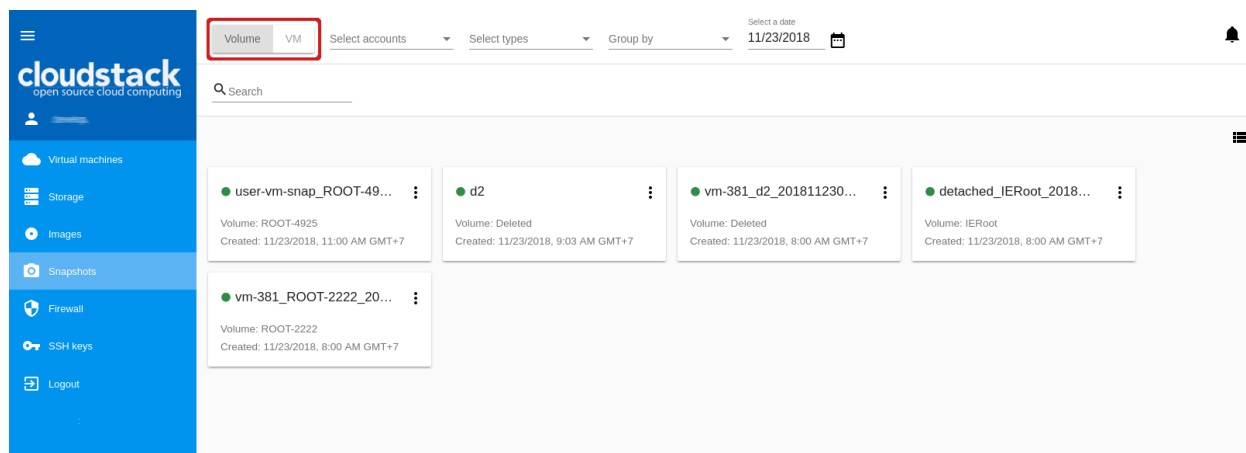 Volume
VM
Select accounts
Select types
Group by
Select a date
11/23/2018
cloudstack
open source cloud computing
Search
Virtual machines
Storage
Images
Snapshots
Firewall
SSH keys
Logout
user-vm-snap_ROOT-49...
Volume: ROOT-4925
Created: 11/23/2018, 11:00 AM GMT+7
d2
Volume: Deleted
Created: 11/23/2018, 9:03 AM GMT+7
vm-381_d2_201811230...
Volume: Deleted
Created: 11/23/2018, 8:00 AM GMT+7
detached_IERoot_2018...
Volume: IERoot
Created: 11/23/2018, 8:00 AM GMT+7
vm-381_ROOT-2222_20...
Volume: ROOT-2222
Created: 11/23/2018, 8:00 AM GMT+7